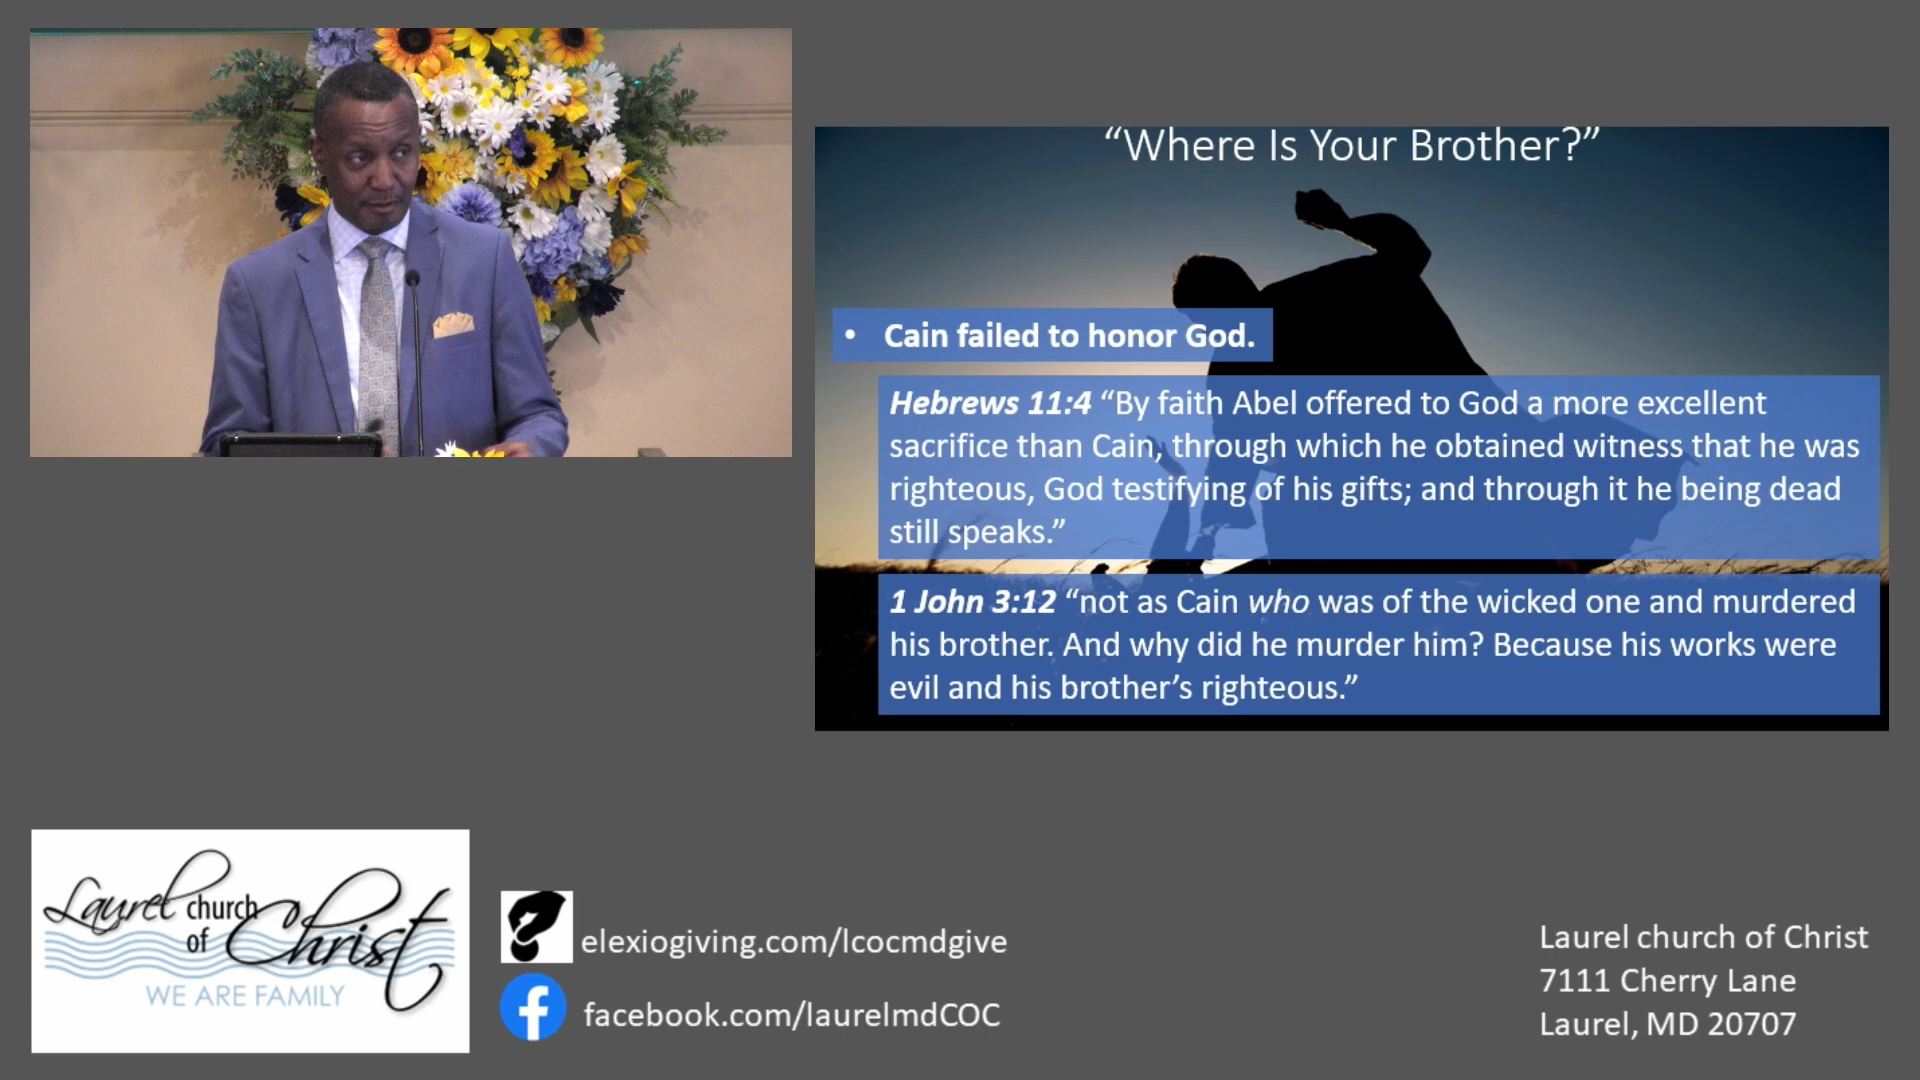 “Where Is Your Brother?”
• Cain failed to honor God.
Hebrews 11:4 “By faith Abel offered to God a more excellent
sacrifice than Cain, through which he obtained witness that he was
righteous, God testifying of his gifts; and through it he being dead
still speaks.”
1 John 3:12 “not as Cain who was of the wicked one and murdered
his brother. And why did he murder him? Because his works were
evil and his brother’s righteous.”
Laurel church
of Christ
WE ARE FAMILY
elexiogiving.com/lcocmdgive
facebook.com/laurelmdCOC
Laurel church of Christ
7111 Cherry Lane
Laurel, MD 20707